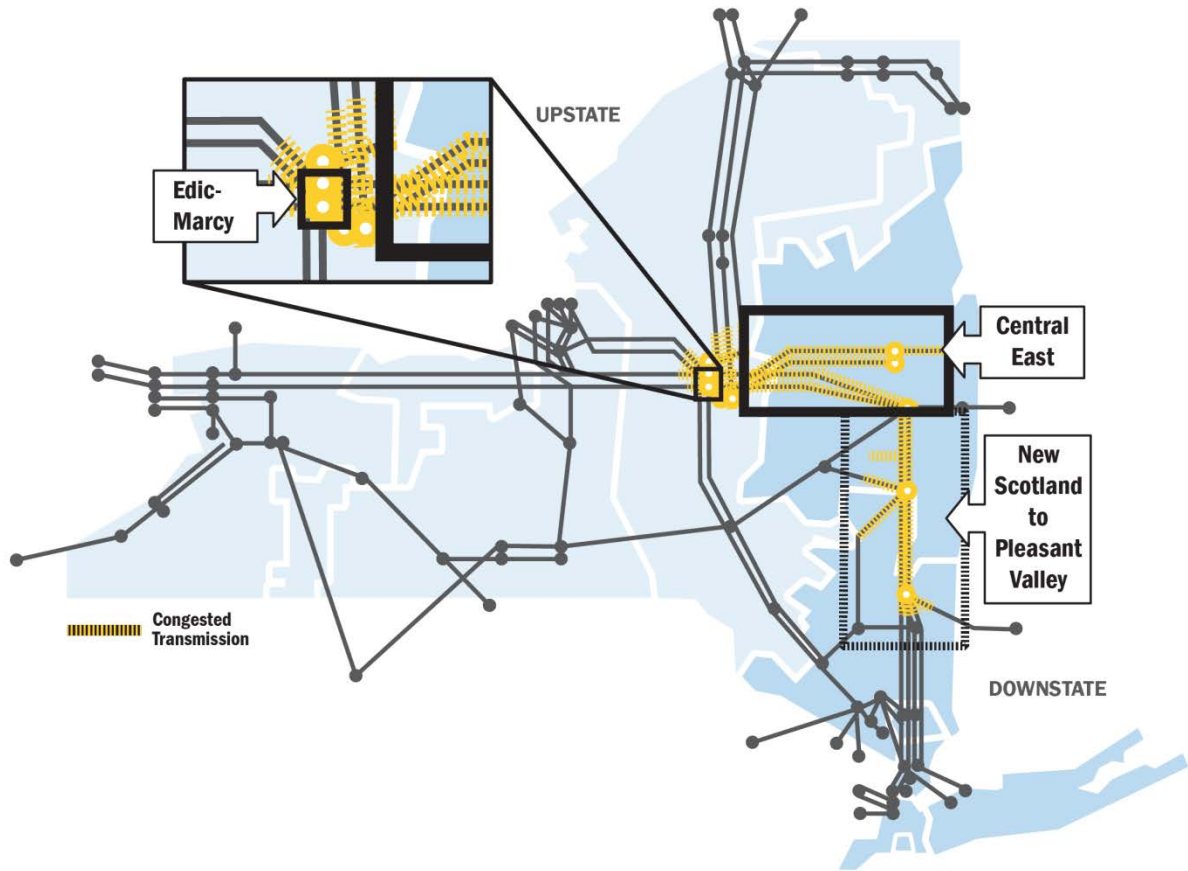 UPSTATE
Edic-
Marcy
Central
East
New
Scotland
to
Pleasant
Valley
Congested
Transmission
DOWNSTATE